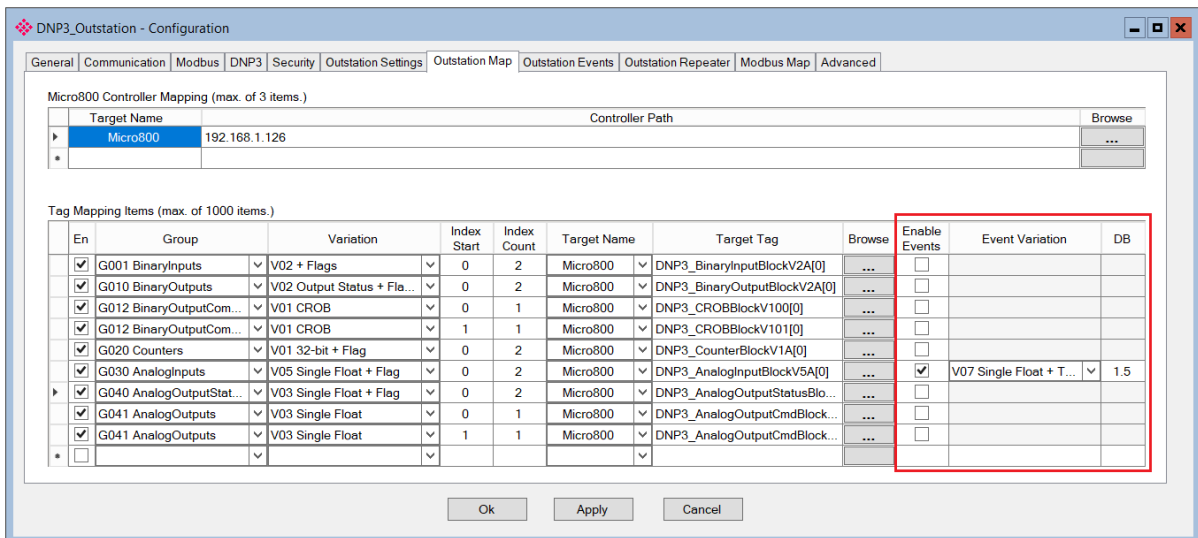 DNP3_Outstation - Configuration
General Communication Modbus DNP3 Security Outstation Settings Outstation Map Outstation Events Outstation Repeater Modbus Map Advanced
Micro800 Controller Mapping (max. of 3 items.)
Target Name Controller Path Browse
Micro800 192.168.1.126 ...
Tag Mapping Items (max. of 1000 items.)
En Group Variation Index Start Index Count Target Name Target Tag Browse Enable Events Event Variation DB
G001 BinaryInputs V02 + Flags 0 2 Micro800 DNP3_BinaryInputBlockV2A[0] ...
G010 BinaryOutputs V02 Output Status + Fla... 0 2 Micro800 DNP3_BinaryOutputBlockV2A[0] ...
G012 BinaryOutputCom... V01 CROB 0 1 Micro800 DNP3_CROBBlockV100[0] ...
G012 BinaryOutputCom... V01 CROB 1 1 Micro800 DNP3_CROBBlockV101[0] ...
G020 Counters V01 32-bit + Flag 0 2 Micro800 DNP3_CounterBlockV1A[0] ...
G030 AnalogInputs V05 Single Float + Flag 0 2 Micro800 DNP3_AnalogInputBlockV5A[0] ... V07 Single Float + T... 1.5
G040 AnalogOutputStat... V03 Single Float + Flag 0 2 Micro800 DNP3_AnalogOutputStatusBlo... ...
G041 AnalogOutputs V03 Single Float 0 1 Micro800 DNP3_AnalogOutputCmdBlock... ...
G041 AnalogOutputs V03 Single Float 1 1 Micro800 DNP3_AnalogOutputCmdBlock... ...
Ok Apply Cancel